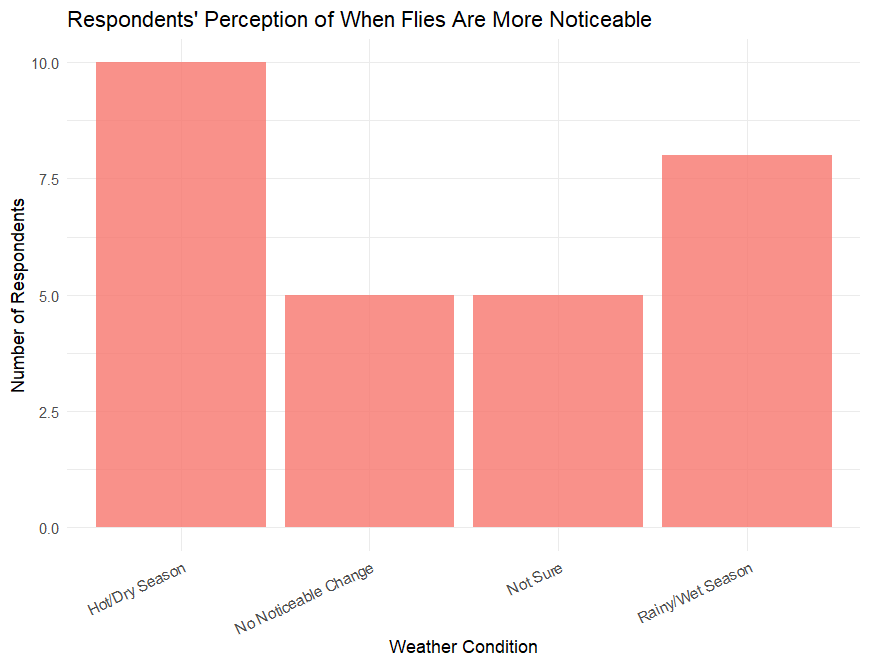 Respondents' Perception of When Flies Are More Noticeable
Number of Respondents
10.0
7.5
5.0
2.5
0.0
Hot/Dry Season
No Noticeable Change
Not Sure
Rainy/Wet Season
Weather Condition